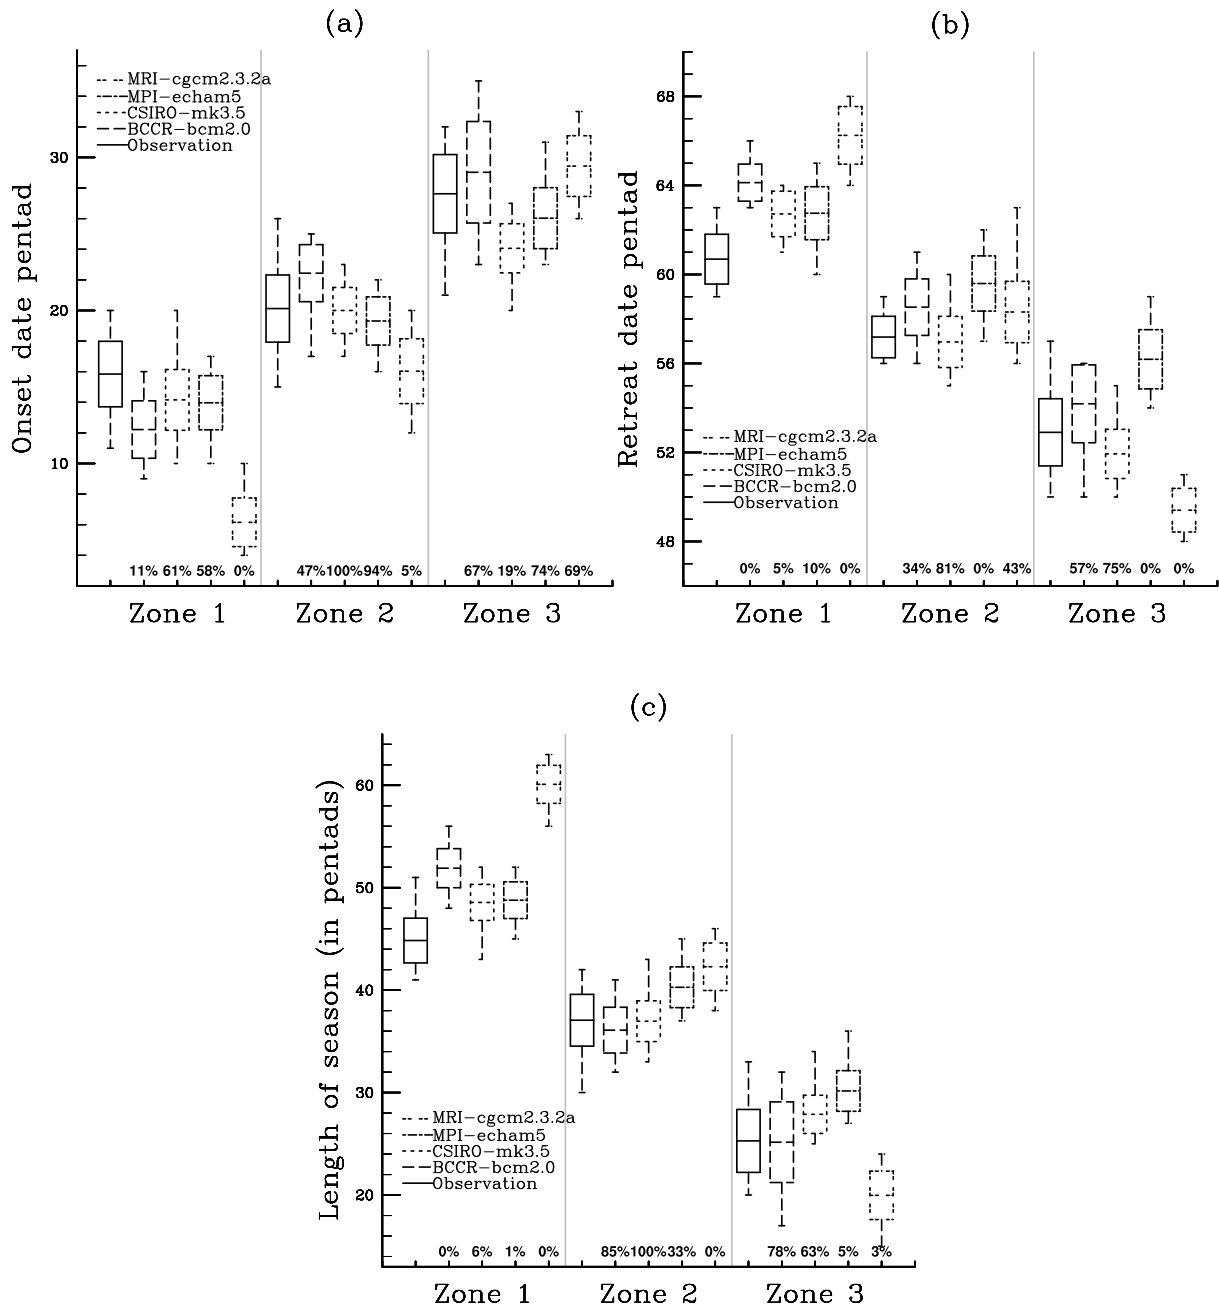 (a)
MRI-cgcm2.3.2a
MPI-echam5
CSIRO-mk3.5
BCCR-bcm2.0
Observation
Onset date pentad
30
20
10
11% 61% 58% 0% 47% 100% 94% 5% 67% 19% 74% 69%
Zone 1 Zone 2 Zone 3
(b)
Retreat date pentad
68
64
60
56
52
48
MRI-cgcm2.3.2a
MPI-echam5
CSIRO-mk3.5
BCCR-bcm2.0
Observation
0% 5% 10% 0% 34% 81% 0% 43% 57% 75% 0% 0%
Zone 1 Zone 2 Zone 3
(c)
Length of season (in pentads)
60
50
40
30
20
MRI-cgcm2.3.2a
MPI-echam5
CSIRO-mk3.5
BCCR-bcm2.0
Observation
0% 6% 1% 0% 85% 100% 33% 0% 78% 63% 5% 3%
Zone 1 Zone 2 Zone 3